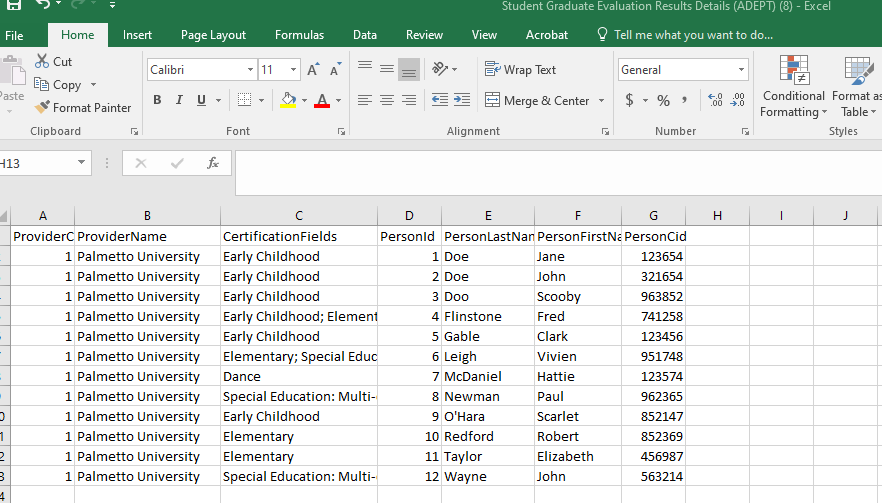 Student Graduate Evaluation Results Details (ADEPT) (8) - Excel
File Home Insert Page Layout Formulas Data Review View Acrobat Tell me what you want to do...
Cut
Copy
Format Painter
Paste
Calibri 11 A A
B I U A
Wrap Text
Merge & Center
General
$ % , .00 .0
Conditional Formatting
Format as Table
Clipboard Font Alignment Number Styles
H13 fx
A B C D E F G H I J
ProviderC ProviderName CertificationFields PersonId PersonLastNam PersonFirstNa PersonCid
1 Palmetto University Early Childhood 1 Doe Jane 123654
1 Palmetto University Early Childhood 2 Doe John 321654
1 Palmetto University Early Childhood 3 Doo Scooby 963852
1 Palmetto University Early Childhood; Element 4 Flinstone Fred 741258
1 Palmetto University Early Childhood 5 Gable Clark 123456
1 Palmetto University Elementary; Special Educ 6 Leigh Vivien 951748
1 Palmetto University Dance 7 McDaniel Hattie 123574
1 Palmetto University Special Education: Multi- 8 Newman Paul 962365
1 Palmetto University Early Childhood 9 O'Hara Scarlet 852147
1 Palmetto University Elementary 10 Redford Robert 852369
1 Palmetto University Elementary 11 Taylor Elizabeth 456987
1 Palmetto University Special Education: Multi- 12 Wayne John 563214